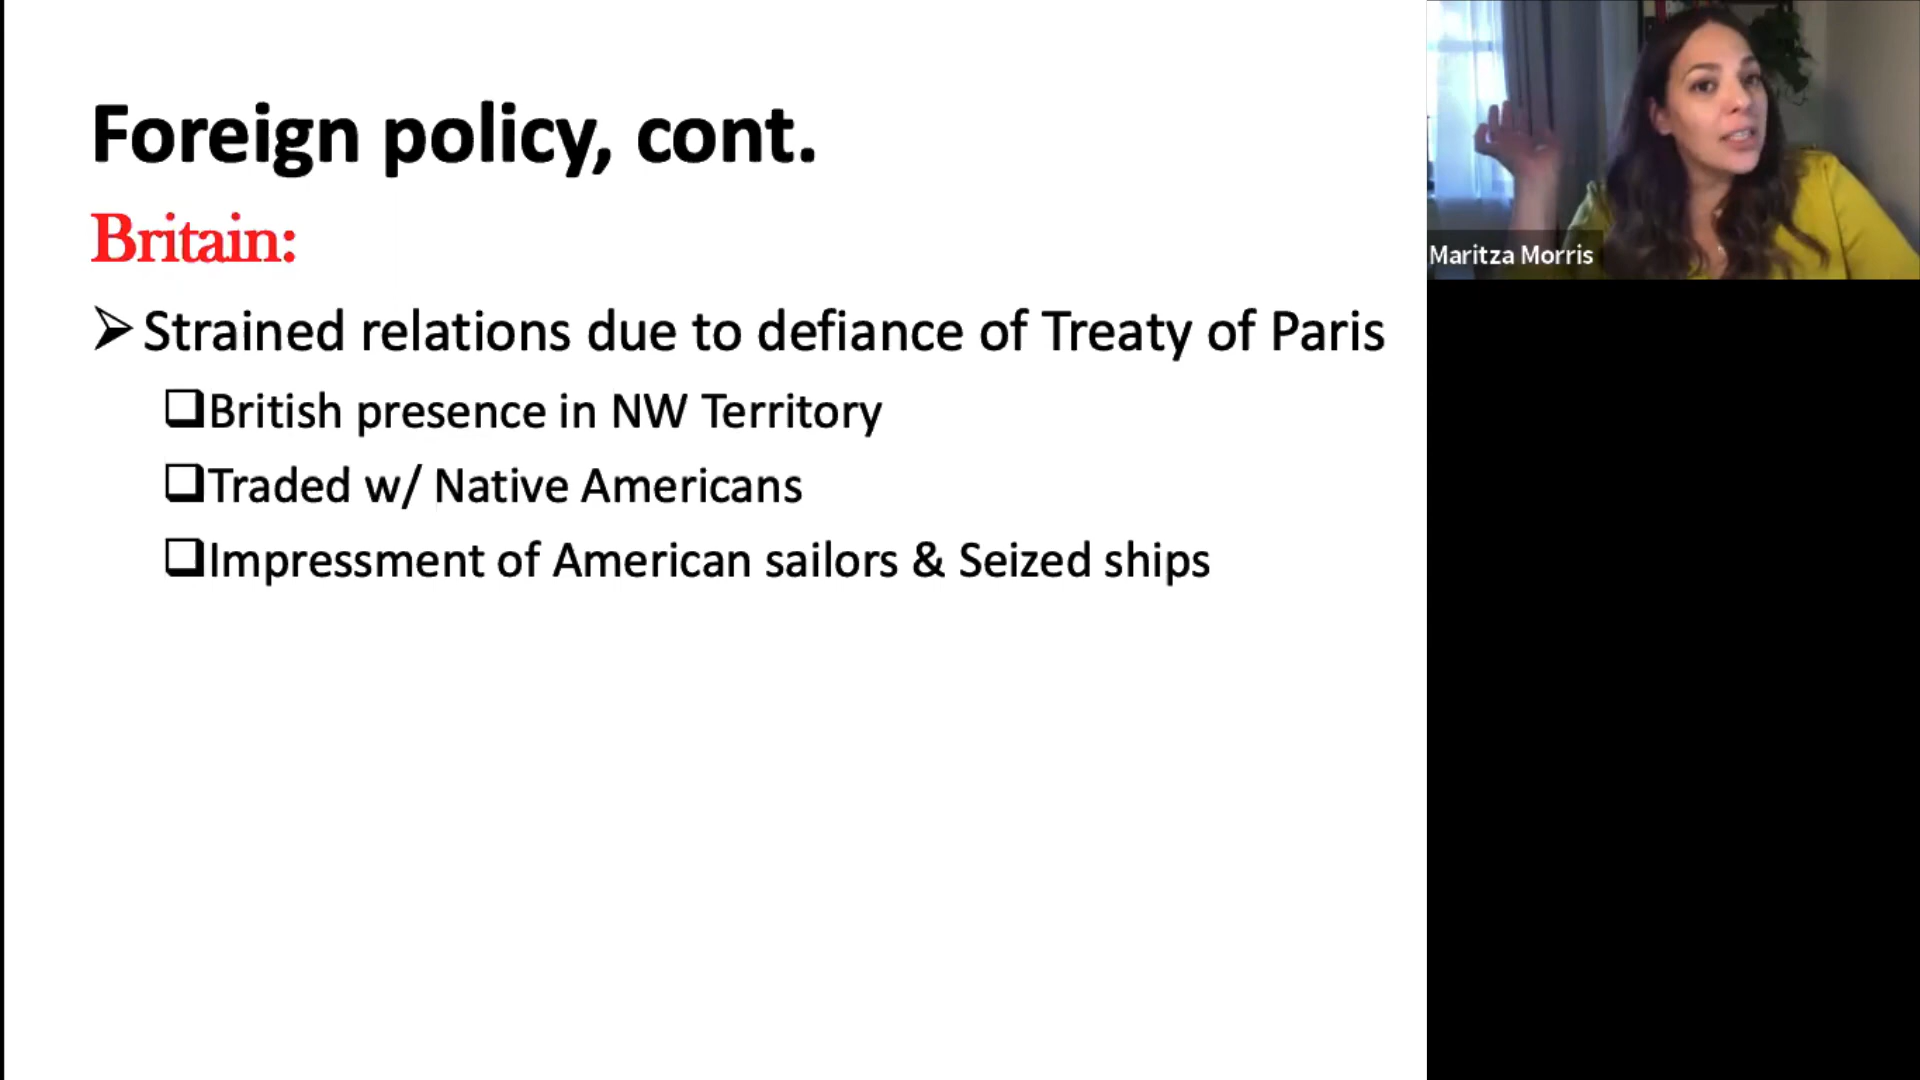 Foreign policy, cont.
Britain:
➢Strained relations due to defiance of Treaty of Paris
❑British presence in NW Territory
❑Traded w/ Native Americans
❑Impressment of American sailors & Seized ships
Maritza Morris